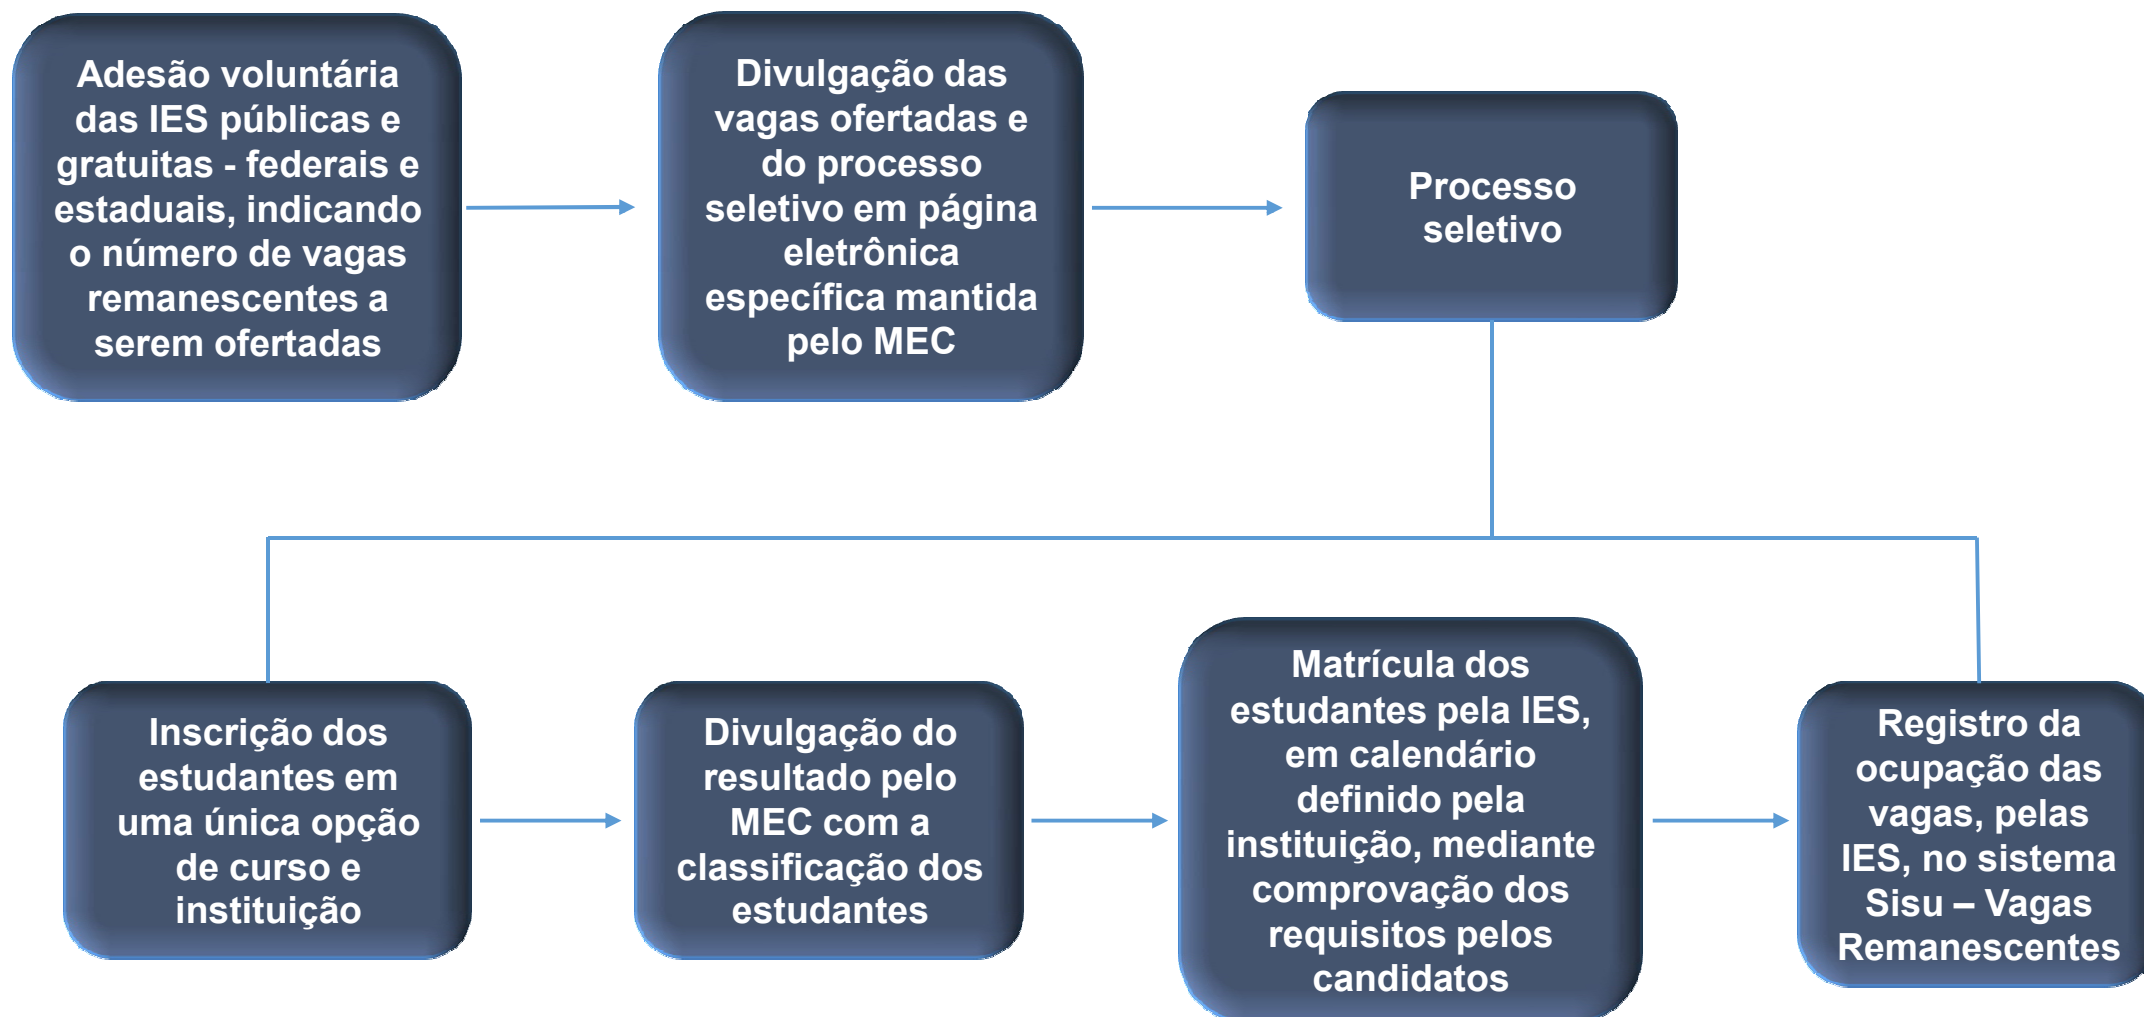 Adesão voluntária
das IES públicas e
gratuitas - federais e
estaduais, indicando
o número de vagas
remanescentes a
serem ofertadas
Divulgação das
vagas ofertadas e
do processo
seletivo em página
eletrônica
específica mantida
pelo MEC
Processo
seletivo
Inscrição dos
estudantes em
uma única opção
de curso e
instituição
Divulgação do
resultado pelo
MEC com a
classificação dos
estudantes
Matrícula dos
estudantes pela IES,
em calendário
definido pela
instituição, mediante
comprovação dos
requisitos pelos
candidatos
Registro da
ocupação das
vagas, pelas
IES, no sistema
Sisu – Vagas
Remanescentes